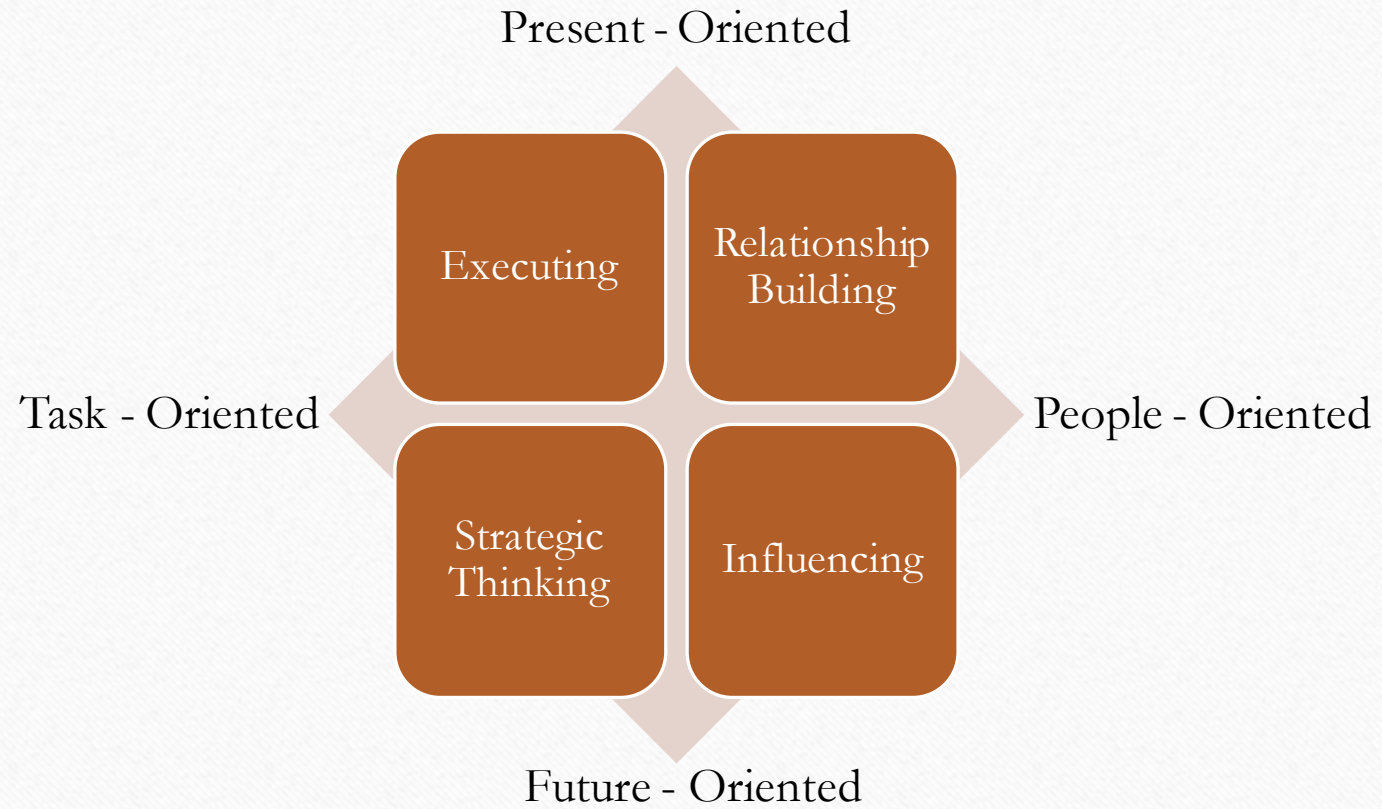 Present - Oriented
Executing
Relationship
Building
Task - Oriented
People - Oriented
Strategic
Thinking
Influencing
Future - Oriented